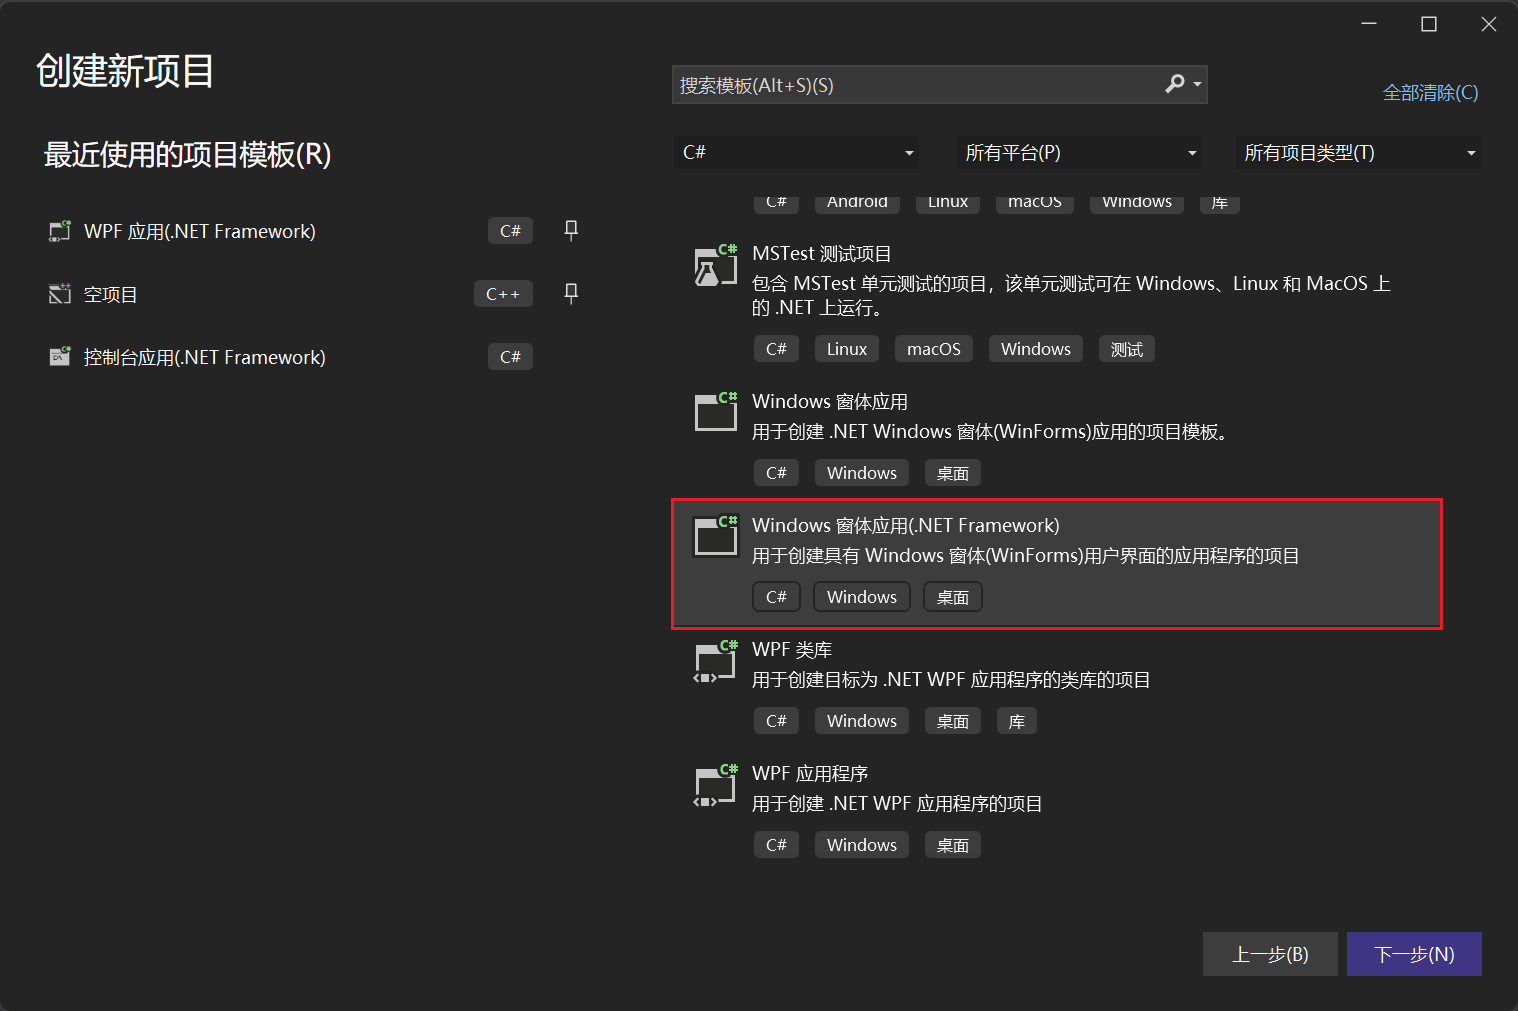 创建新项目
最近使用的项目模板(R)
WPF 应用(.NET Framework)
C#
空项目
C++
控制台应用(.NET Framework)
C#
搜索模板(Alt+S)(S)
全部清除(C)
C#
所有平台(P)
所有项目类型(T)
C# Android Linux macOS Windows 库
MSTest 测试项目
包含 MSTest 单元测试的项目，该单元测试可在 Windows、Linux 和 MacOS 上
的 .NET 上运行。
C# Linux macOS Windows 测试
Windows 窗体应用
用于创建 .NET Windows 窗体(WinForms)应用的项目模板。
C# Windows 桌面
Windows 窗体应用(.NET Framework)
用于创建具有 Windows 窗体(WinForms)用户界面的应用程序的项目
C# Windows 桌面
WPF 类库
用于创建目标为 .NET WPF 应用程序的类库的项目
C# Windows 桌面 库
WPF 应用程序
用于创建 .NET WPF 应用程序的项目
C# Windows 桌面
上一步(B)
下一步(N)